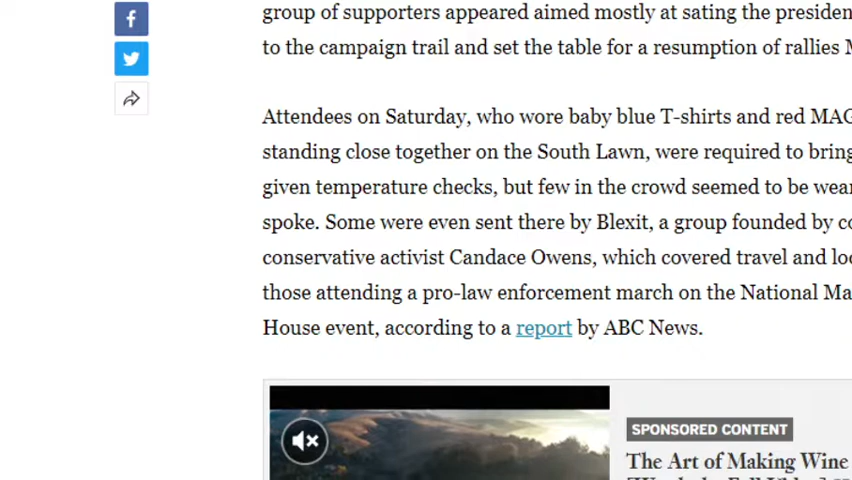 group of supporters appeared aimed mostly at sating the presiden
to the campaign trail and set the table for a resumption of rallies M
Attendees on Saturday, who wore baby blue T-shirts and red MAG
standing close together on the South Lawn, were required to bring
given temperature checks, but few in the crowd seemed to be wear
spoke. Some were even sent there by Blexit, a group founded by co
conservative activist Candace Owens, which covered travel and lod
those attending a pro-law enforcement march on the National Ma
House event, according to a report by ABC News.
SPONSORED CONTENT
The Art of Making Wine